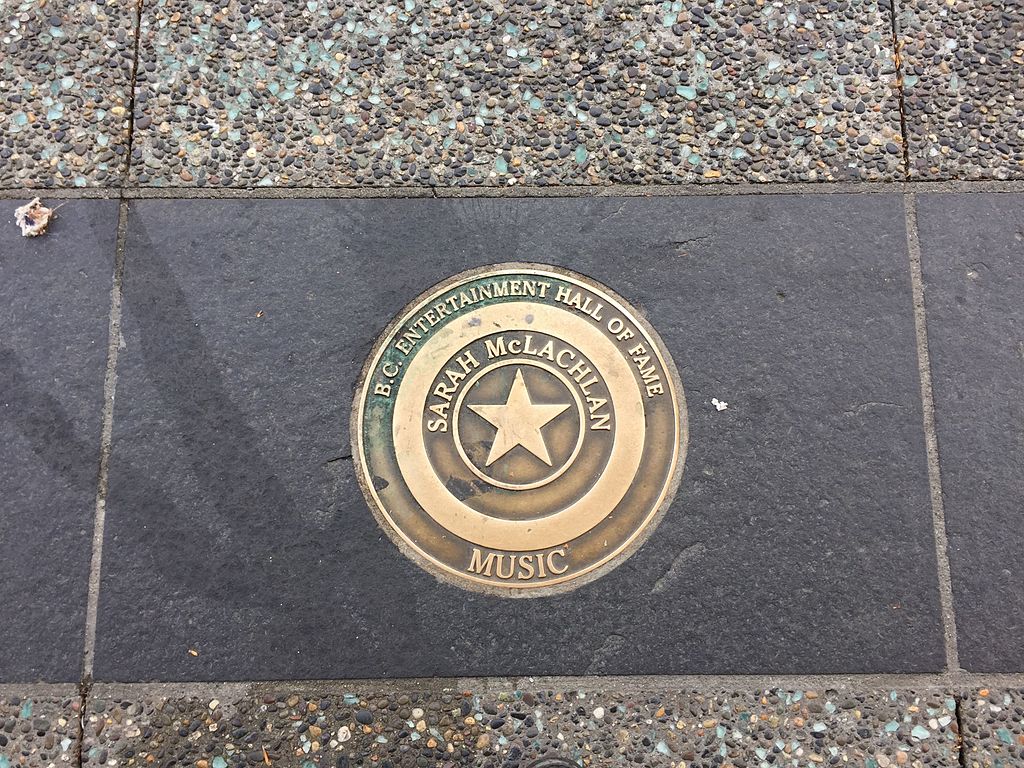 B.C. ENTERTAINMENT HALL OF FAME
SARAH McLACHLAN
MUSIC